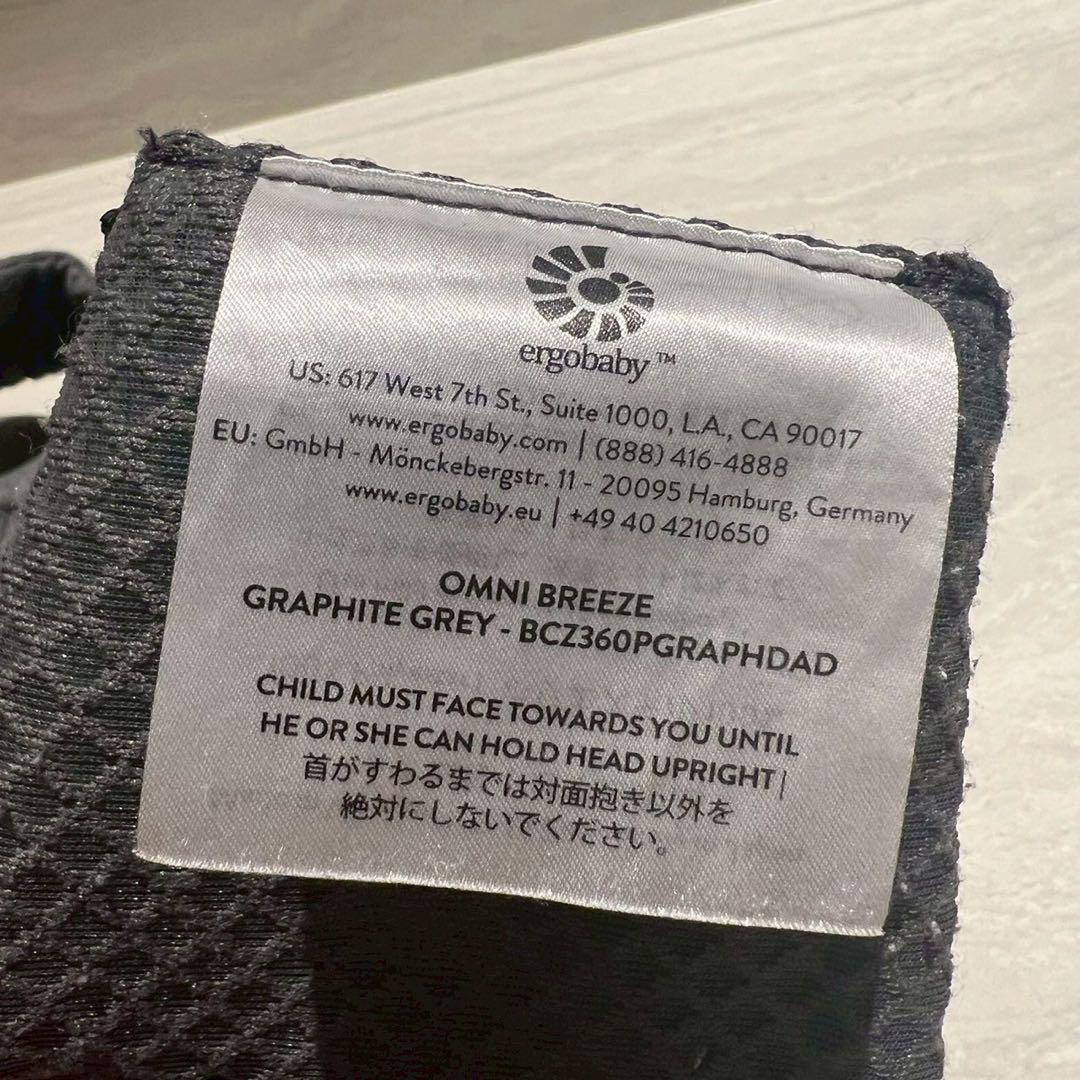 ergobaby™
US: 617 West 7th St., Suite 1000, L.A., CA 90017
www.ergobaby.com | (888) 416-4888
EU: GmbH - Mönckebergstr. 11 - 20095 Hamburg, Germany
www.ergobaby.eu | +49 40 4210650
OMNI BREEZE
GRAPHITE GREY - BCZ360PGRAPHDAD
CHILD MUST FACE TOWARDS YOU UNTIL
HE OR SHE CAN HOLD HEAD UPRIGHT |
首がすわるまでは対面抱き以外を
絶対にしないでください。